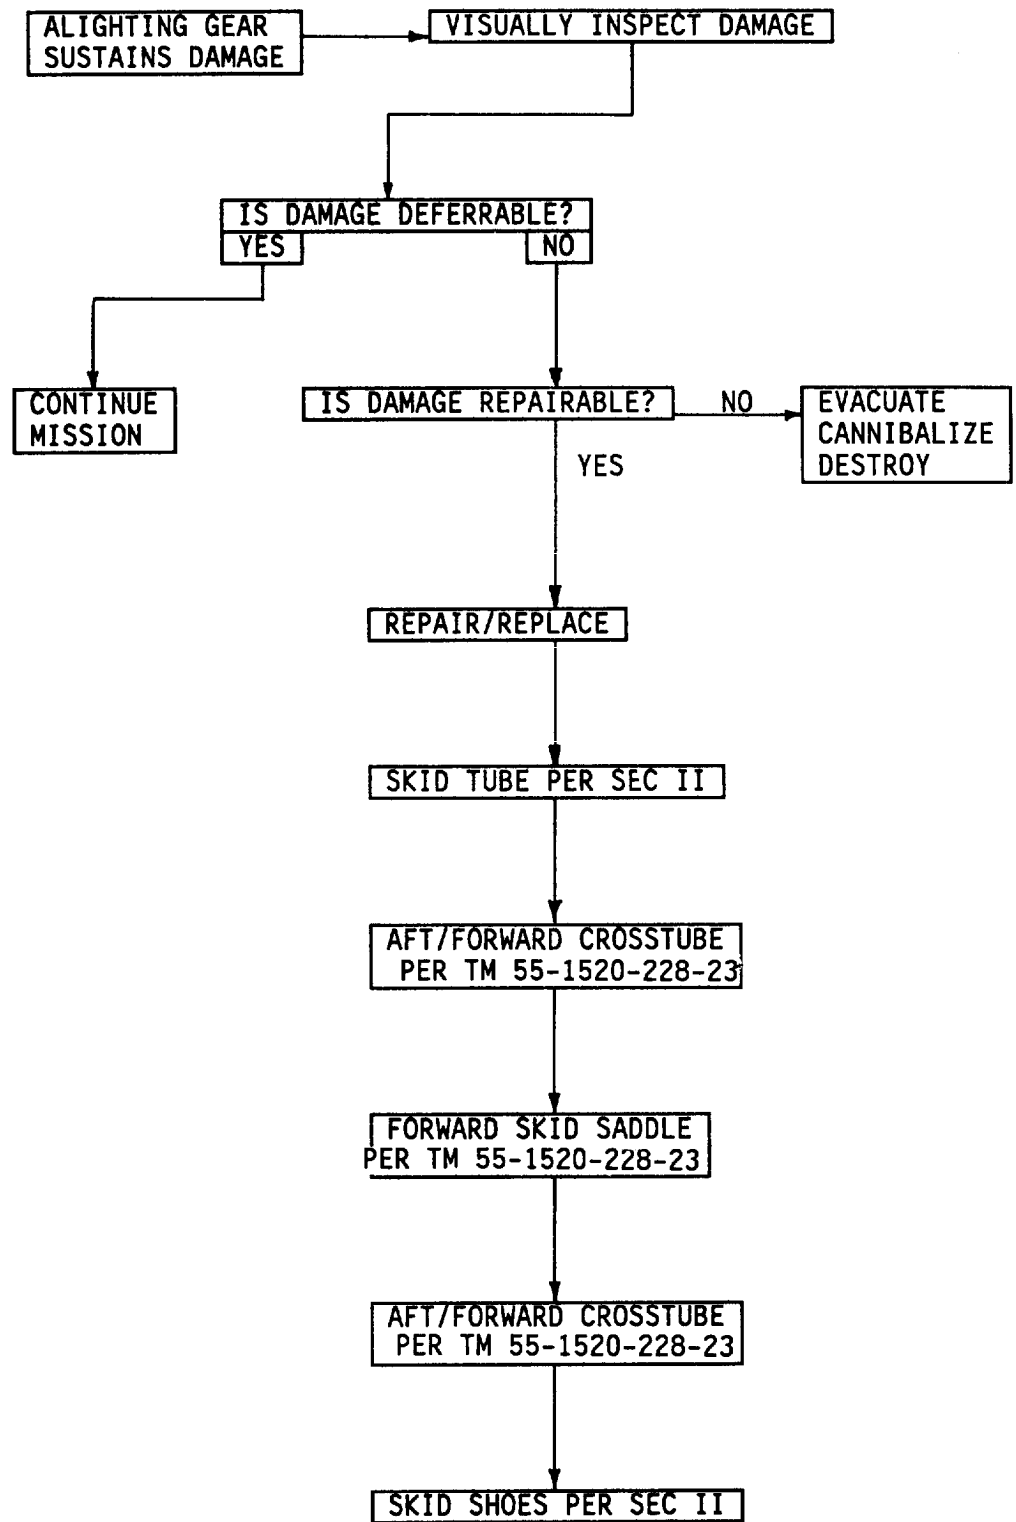 ALIGHTING GEAR
SUSTAINS DAMAGE
VISUALLY INSPECT DAMAGE
IS DAMAGE DEFERRABLE?
YES
NO
CONTINUE
MISSION
IS DAMAGE REPAIRABLE?
NO
EVACUATE
CANNIBALIZE
DESTROY
YES
REPAIR/REPLACE
SKID TUBE PER SEC II
AFT/FORWARD CROSSTUBE
PER TM 55-1520-228-23
FORWARD SKID SADDLE
PER TM 55-1520-228-23
AFT/FORWARD CROSSTUBE
PER TM 55-1520-228-23
SKID SHOES PER SEC II